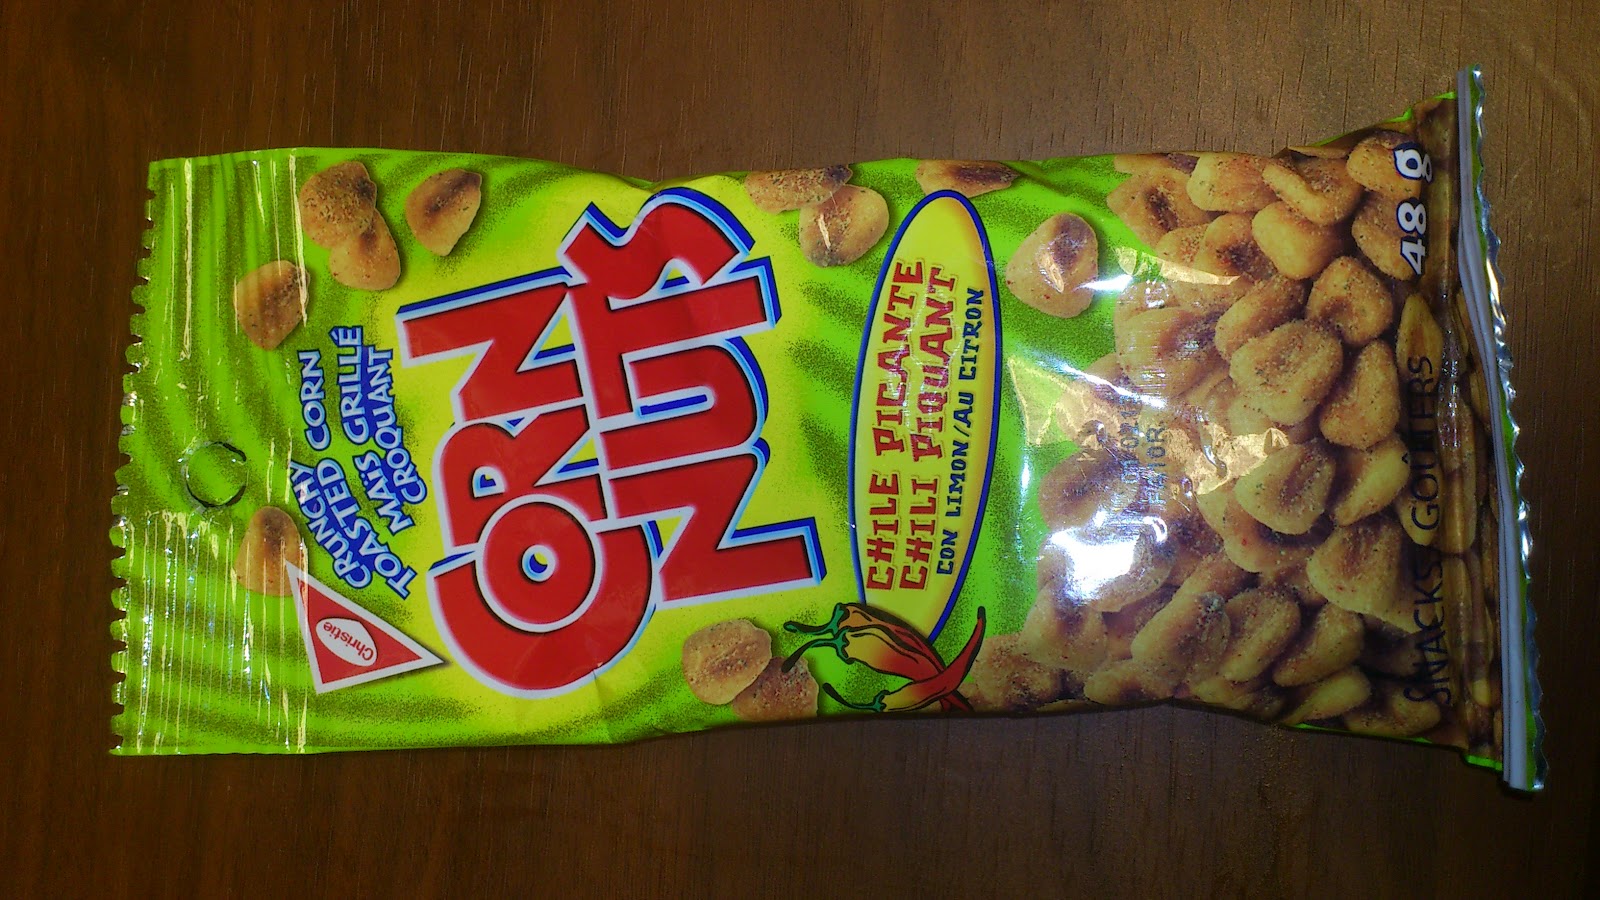 Christie
CRUNCHY
TOASTED CORN
MAÏS GRILLÉ
CROQUANT
CORN
NUTS
CHILE PICANTE
CHILI PIQUANT
CON LIMON/AU CITRON
SNACKS/GOÛTERS 48 g